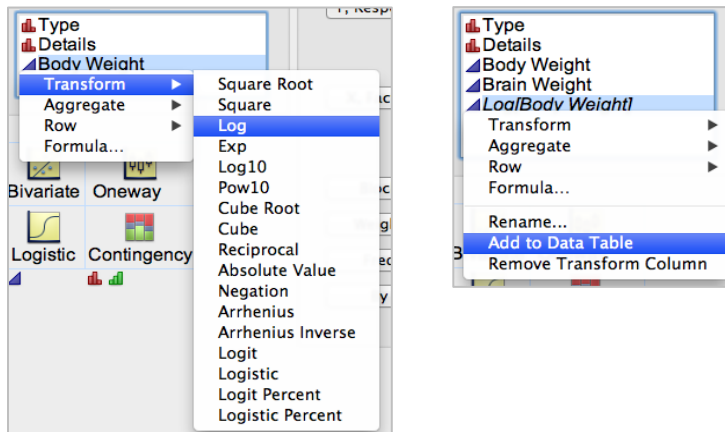 Type
Details
Body Weight
Transform
Aggregate
Row
Formula...
Square Root
Square
Log
Exp
Log10
Pow10
Cube Root
Cube
Reciprocal
Absolute Value
Negation
Arrhenius
Arrhenius Inverse
Logit
Logistic
Logit Percent
Logistic Percent
Bivariate Oneway
Logistic Contingency
Type
Details
Body Weight
Brain Weight
Log[Body Weight]
Transform
Aggregate
Row
Formula...
Rename...
Add to Data Table
Remove Transform Column